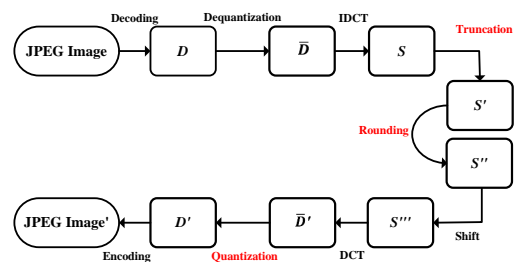 Decoding
Dequantization
IDCT
Truncation
JPEG Image
D
D̅
S
S'
Rounding
S''
JPEG Image'
D'
D̅'
S'''
Shift
Encoding
Quantization
DCT